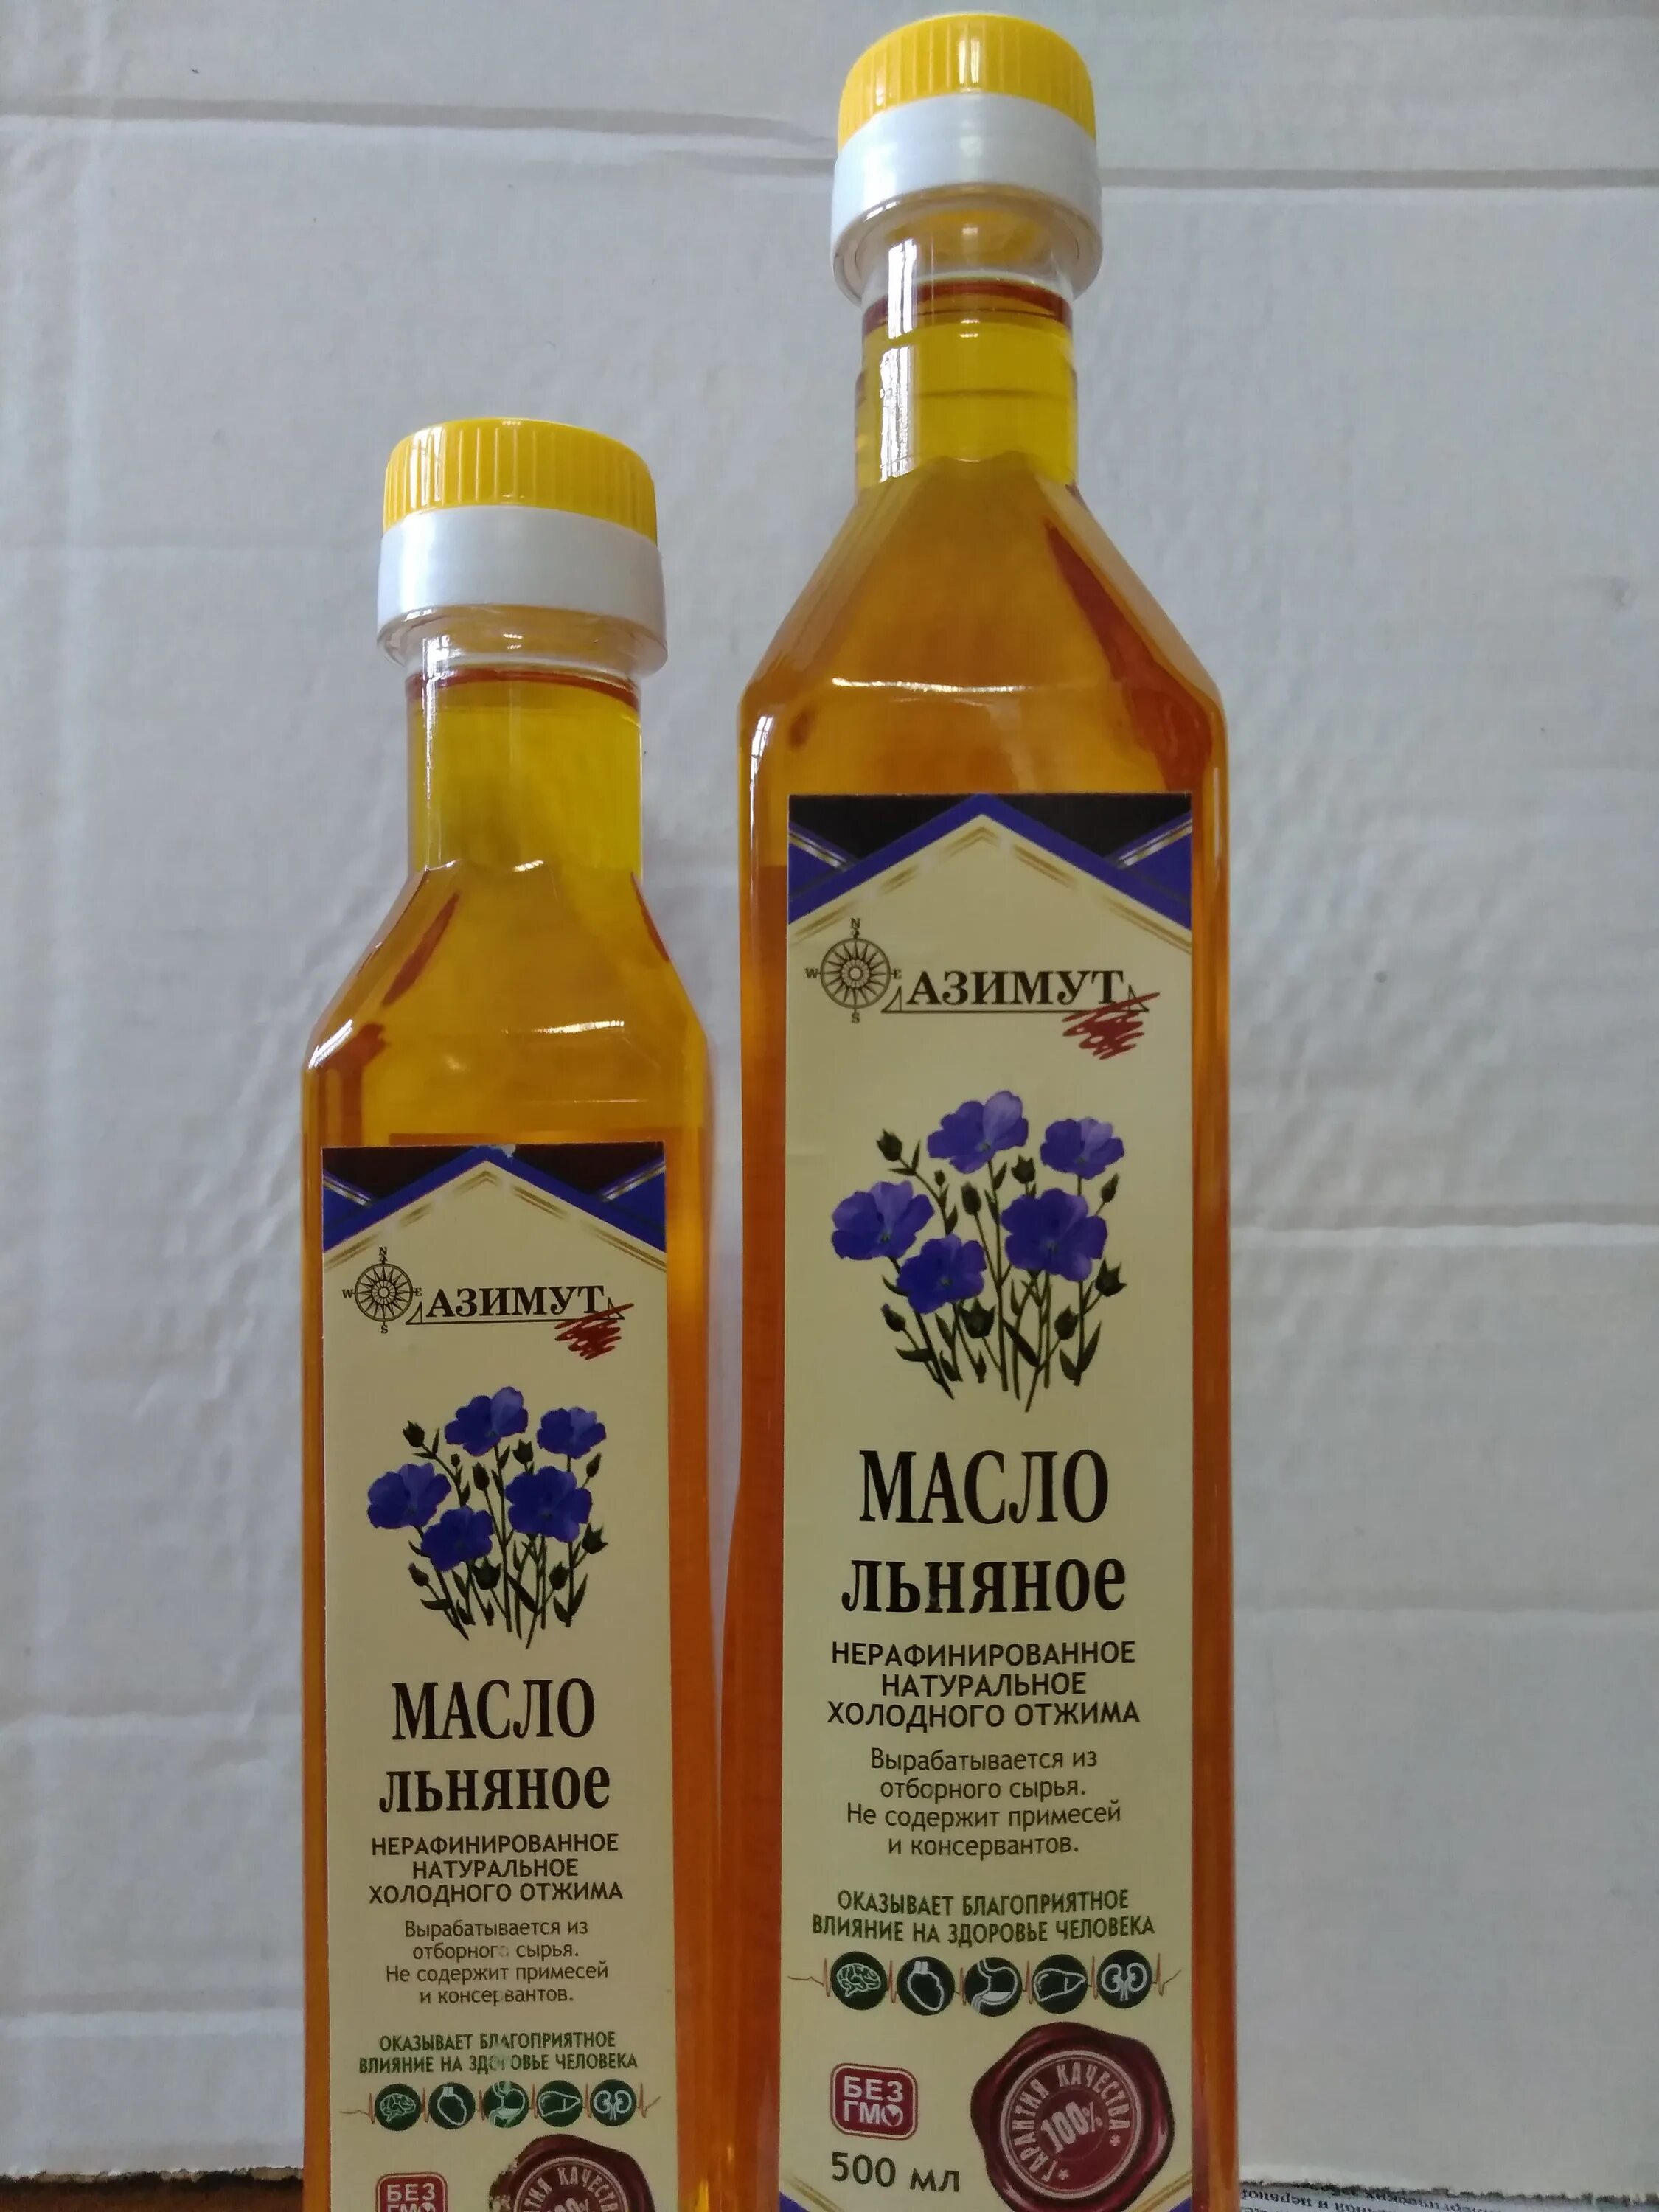 N
W E
S
АЗИМУТ
МАСЛО
льняное
НЕРАФИНИРОВАННОЕ
НАТУРАЛЬНОЕ
ХОЛОДНОГО ОТЖИМА
Вырабатывается из
отборного сырья.
Не содержит примесей
и консервантов.
ОКАЗЫВАЕТ БЛАГОПРИЯТНОЕ
ВЛИЯНИЕ НА ЗДОРОВЬЕ ЧЕЛОВЕКА
БЕЗ
ГМО
N
W E
S
АЗИМУТ
МАСЛО
льняное
НЕРАФИНИРОВАННОЕ
НАТУРАЛЬНОЕ
ХОЛОДНОГО ОТЖИМА
Вырабатывается из
отборного сырья.
Не содержит примесей
и консервантов.
ОКАЗЫВАЕТ БЛАГОПРИЯТНОЕ
ВЛИЯНИЕ НА ЗДОРОВЬЕ ЧЕЛОВЕКА
БЕЗ
ГМО
ГАРАНТИЯ КАЧЕСТВА
100%
500 мл